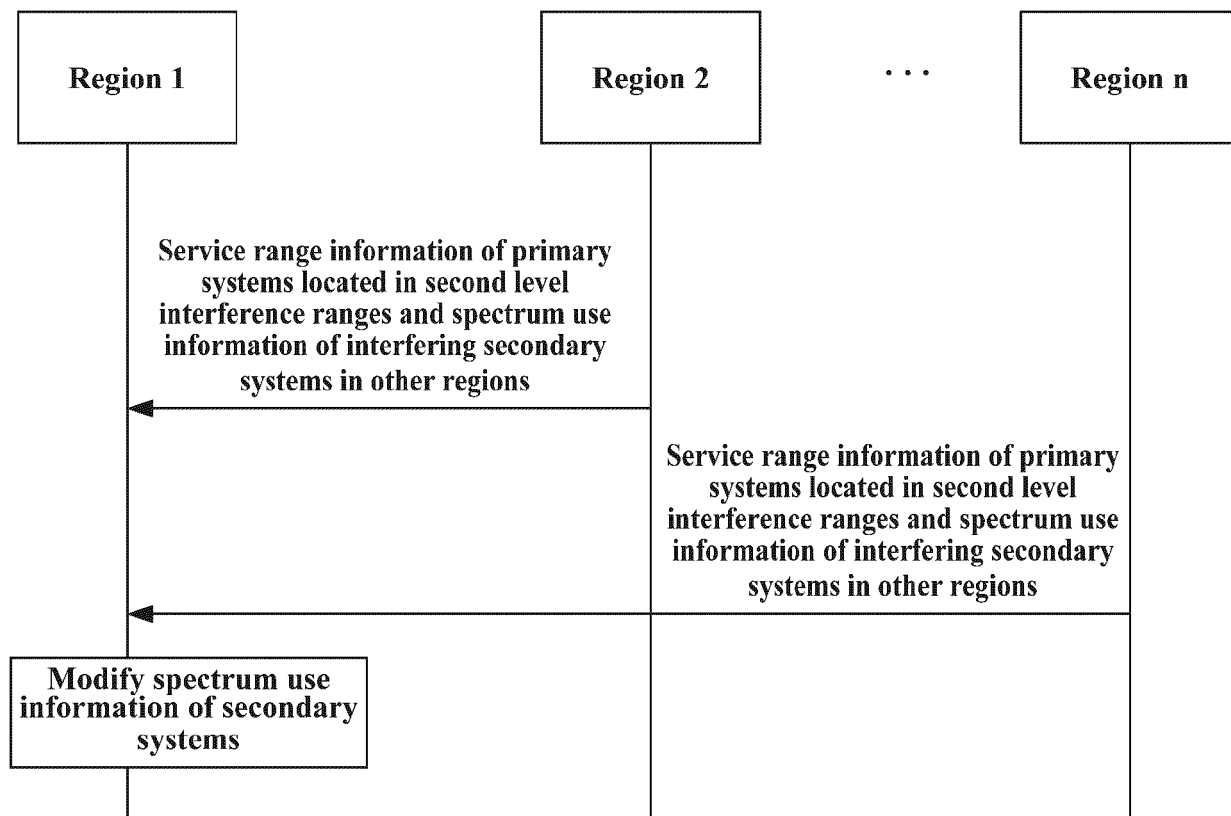 Region 1
Region 2
. . .
Region n
Service range information of primary
systems located in second level
interference ranges and spectrum use
information of interfering secondary
systems in other regions
Service range information of primary
systems located in second level
interference ranges and spectrum use
information of interfering secondary
systems in other regions
Modify spectrum use
information of secondary
systems